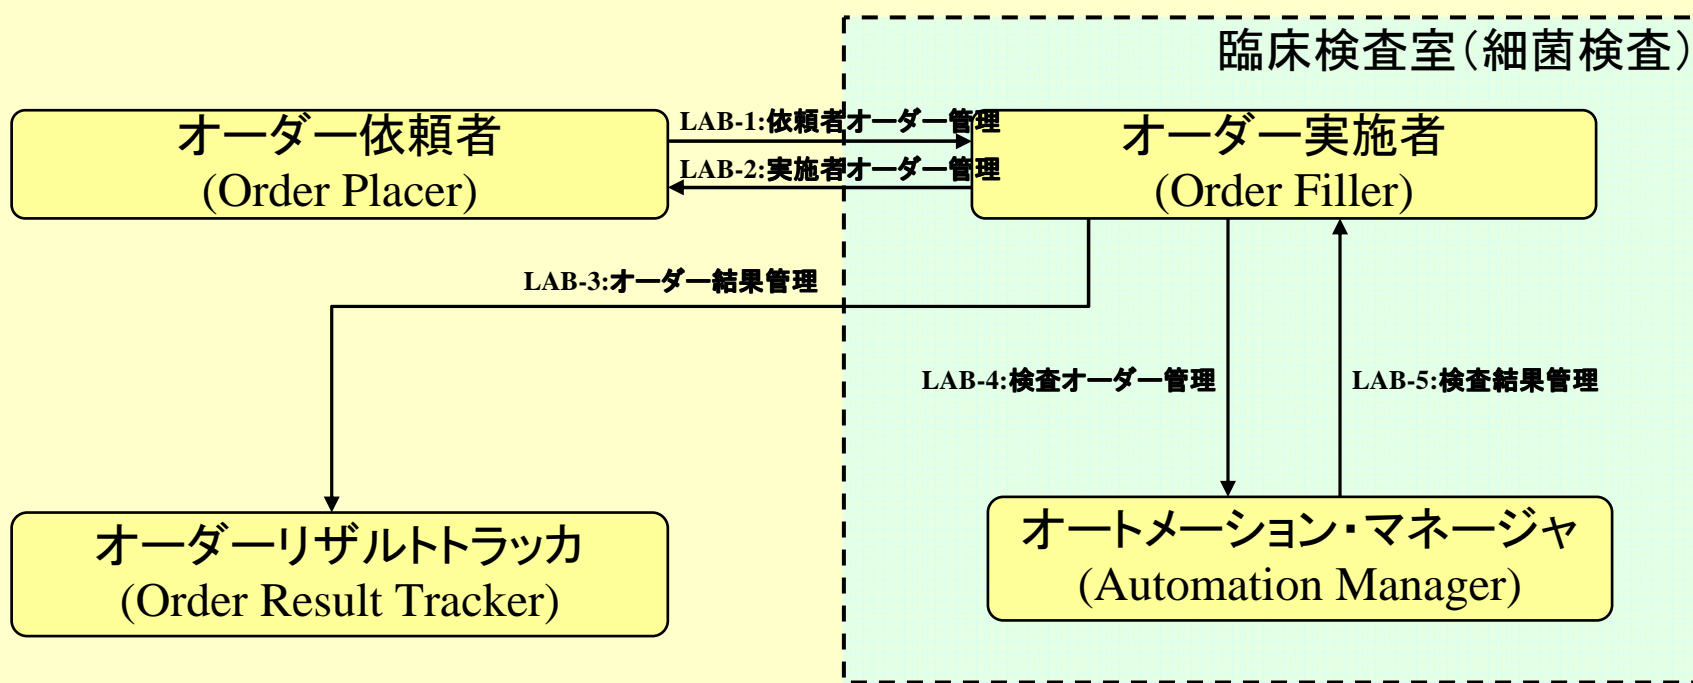 臨床検査室(細菌検査)
オーダー依頼者
(Order Placer)
LAB-1:依頼者オーダー管理
LAB-2:実施者オーダー管理
オーダー実施者
(Order Filler)
LAB-3:オーダー結果管理
LAB-4:検査オーダー管理
LAB-5:検査結果管理
オーダーリザルトトラッカ
(Order Result Tracker)
オートメーション・マネージャ
(Automation Manager)